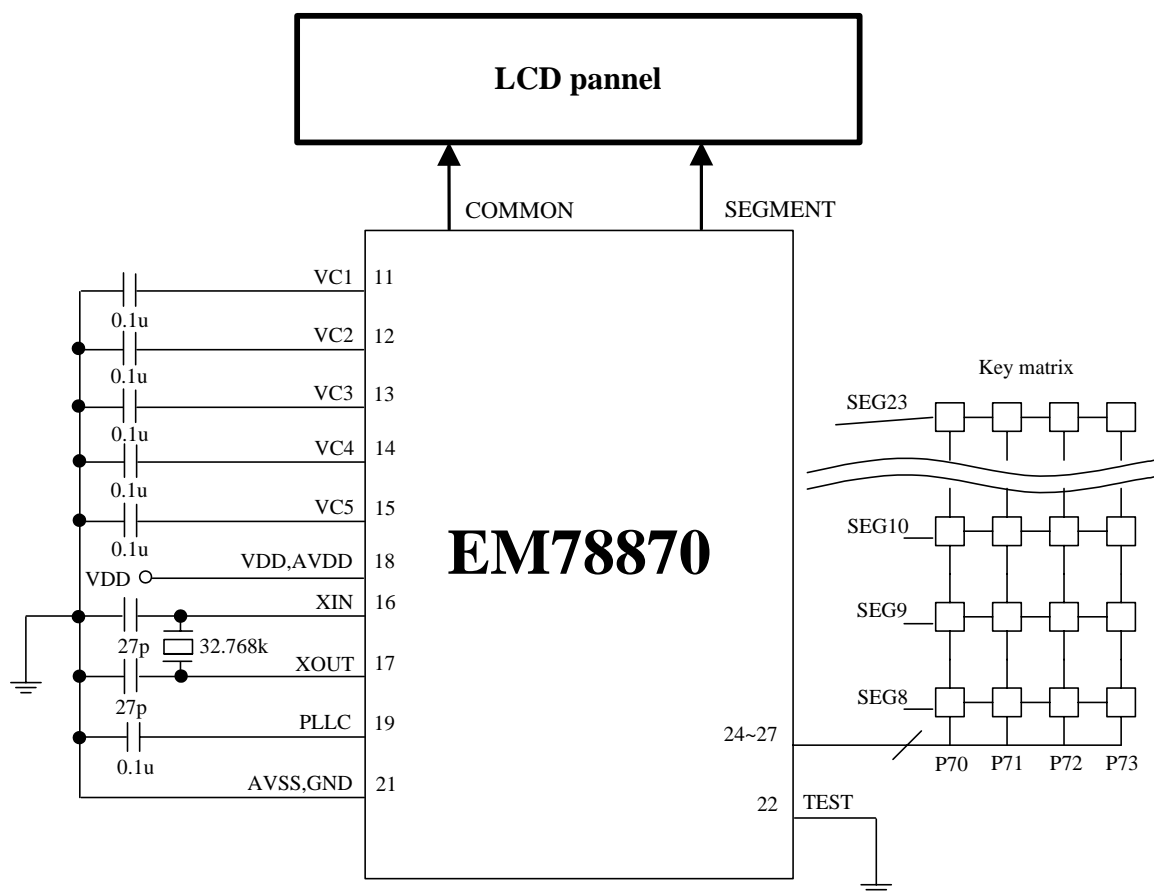 LCD pannel
COMMON
SEGMENT
VC1 11
0.1u
VC2 12
0.1u
VC3 13
0.1u
VC4 14
0.1u
VC5 15
0.1u
VDD VDD,AVDD 18
XIN 16
27p 32.768k
XOUT 17
27p
PLLC 19
0.1u
AVSS,GND 21
EM78870
24~27
22 TEST
Key matrix
SEG23
SEG10
SEG9
SEG8
P70 P71 P72 P73